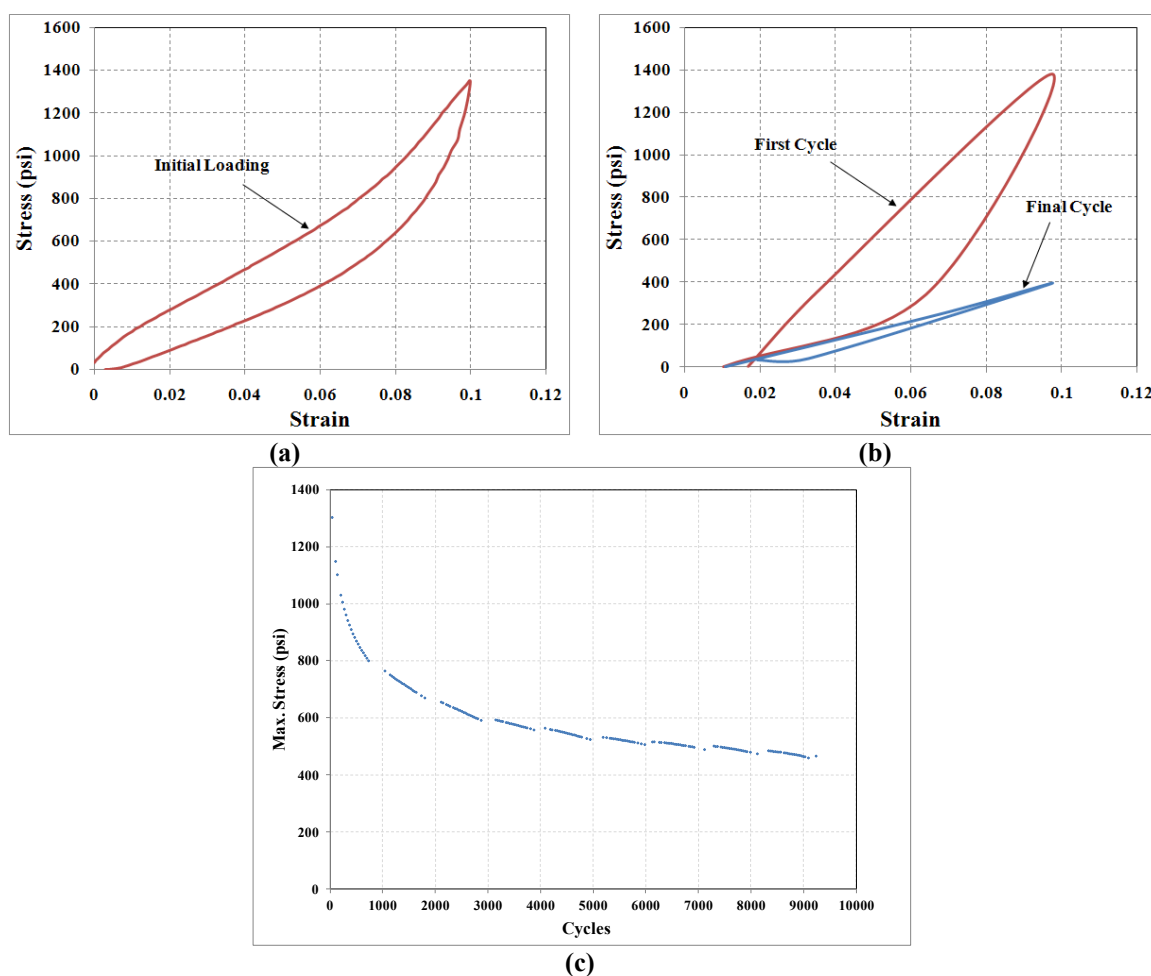 1600
1400
1200
1000
800
600
400
200
0
Stress (psi)
Initial Loading
0 0.02 0.04 0.06 0.08 0.1 0.12
Strain
(a)
1600
1400
1200
1000
800
600
400
200
0
Stress (psi)
First Cycle
Final Cycle
0 0.02 0.04 0.06 0.08 0.1 0.12
Strain
(b)
1400
1200
1000
800
600
400
200
0
Max. Stress (psi)
0 1000 2000 3000 4000 5000 6000 7000 8000 9000 10000
Cycles
(c)